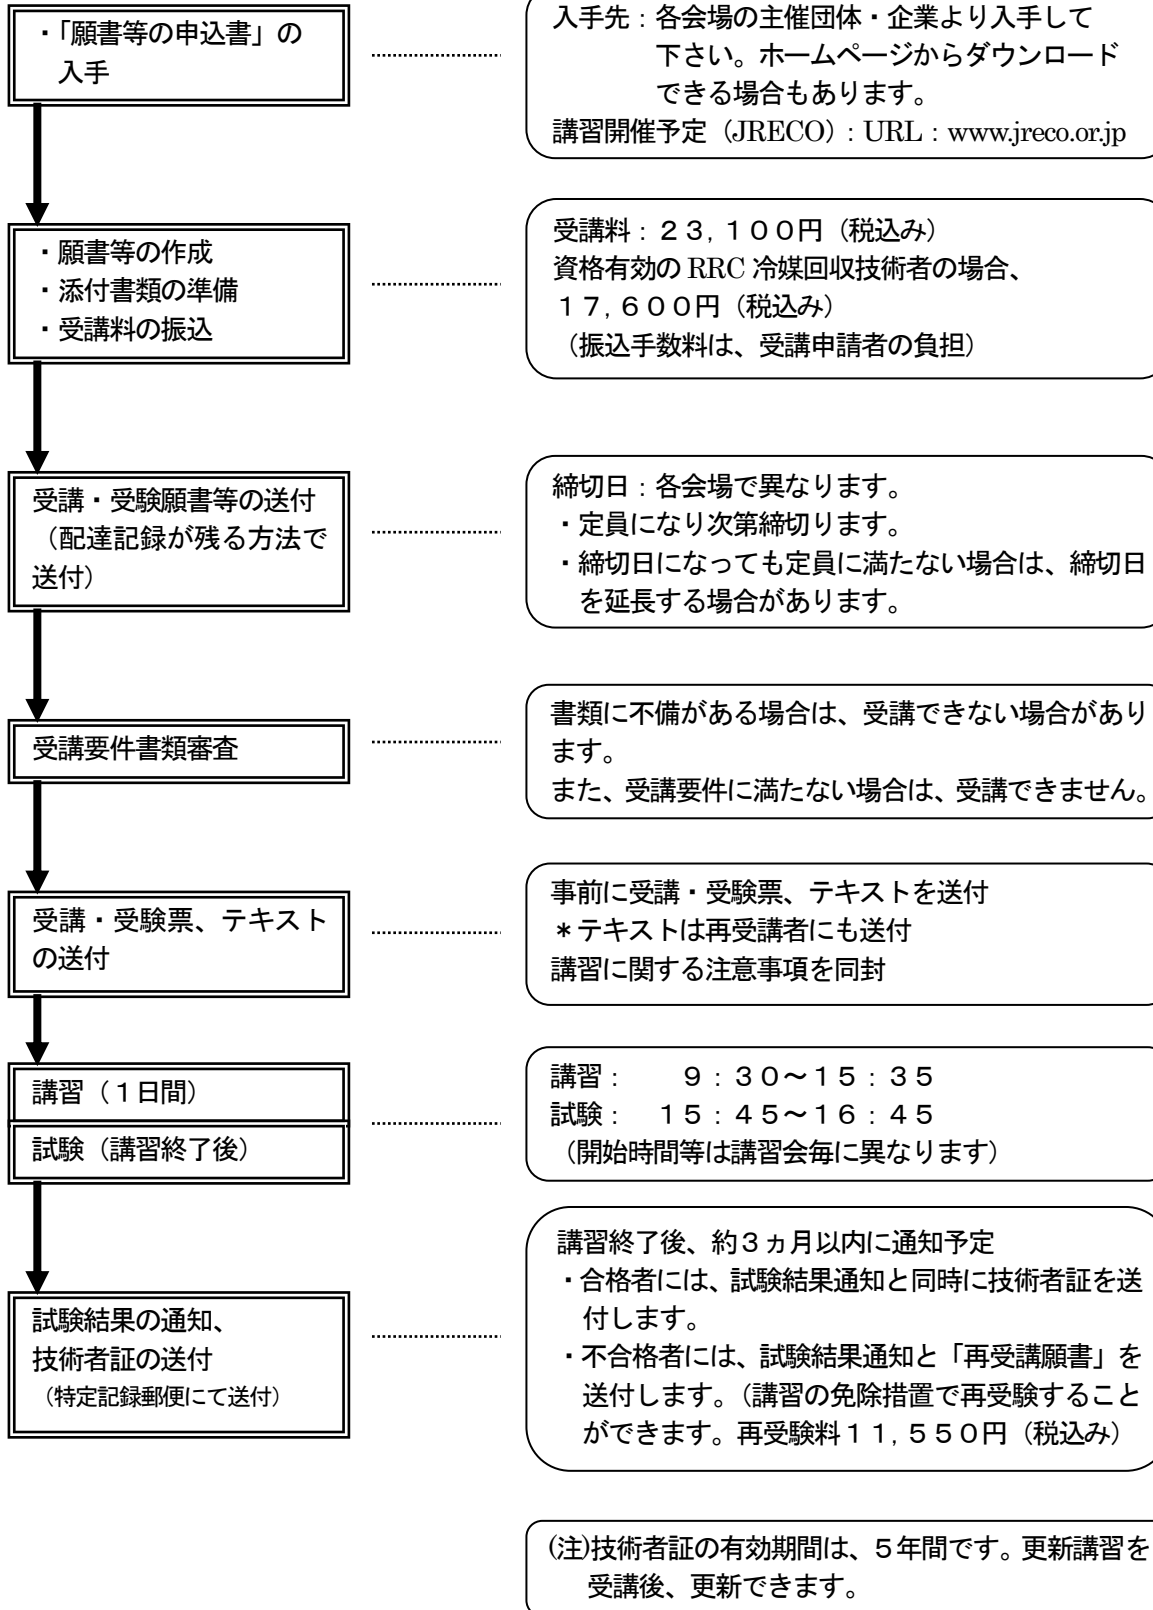 ・「願書等の申込書」の
入手
入手先：各会場の主催団体・企業より入手して
下さい。ホームページからダウンロード
できる場合もあります。
講習開催予定（JRECO）：URL：www.jreco.or.jp
・願書等の作成
・添付書類の準備
・受講料の振込
受講料：２３，１００円（税込み）
資格有効の RRC 冷媒回収技術者の場合、
１７，６００円（税込み）
（振込手数料は、受講申請者の負担）
受講・受験願書等の送付
（配達記録が残る方法で
送付）
締切日：各会場で異なります。
・定員になり次第締切ります。
・締切日になっても定員に満たない場合は、締切日
を延長する場合があります。
受講要件書類審査
書類に不備がある場合は、受講できない場合があり
ます。
また、受講要件に満たない場合は、受講できません。
受講・受験票、テキスト
の送付
事前に受講・受験票、テキストを送付
＊テキストは再受講者にも送付
講習に関する注意事項を同封
講習（１日間）
試験（講習終了後）
講習：　　９：３０～１５：３５
試験：　１５：４５～１６：４５
（開始時間等は講習会毎に異なります）
試験結果の通知、
技術者証の送付
（特定記録郵便にて送付）
講習終了後、約３ヵ月以内に通知予定
・合格者には、試験結果通知と同時に技術者証を送
付します。
・不合格者には、試験結果通知と「再受講願書」を
送付します。（講習の免除措置で再受験すること
ができます。再受験料１１，５５０円（税込み）
(注)技術者証の有効期間は、５年間です。更新講習を
受講後、更新できます。